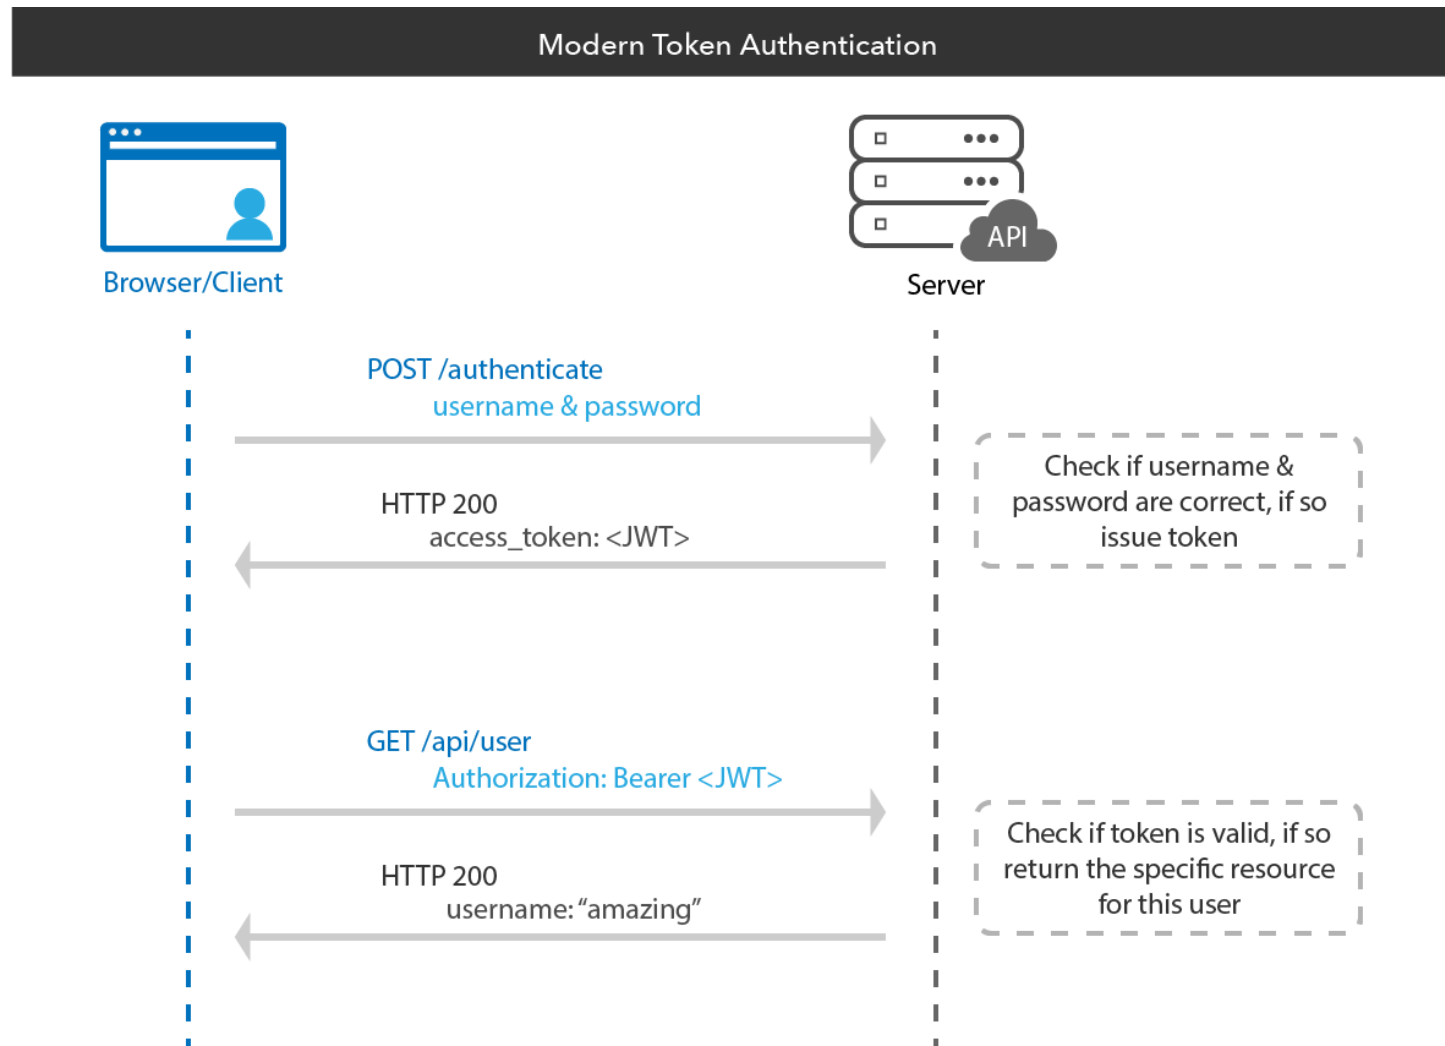 Modern Token Authentication
API
Browser/Client
Server
POST /authenticate
username & password
Check if username &
password are correct, if so
issue token
HTTP 200
access_token: <JWT>
GET /api/user
Authorization: Bearer <JWT>
Check if token is valid, if so
return the specific resource
for this user
HTTP 200
username: “amazing”